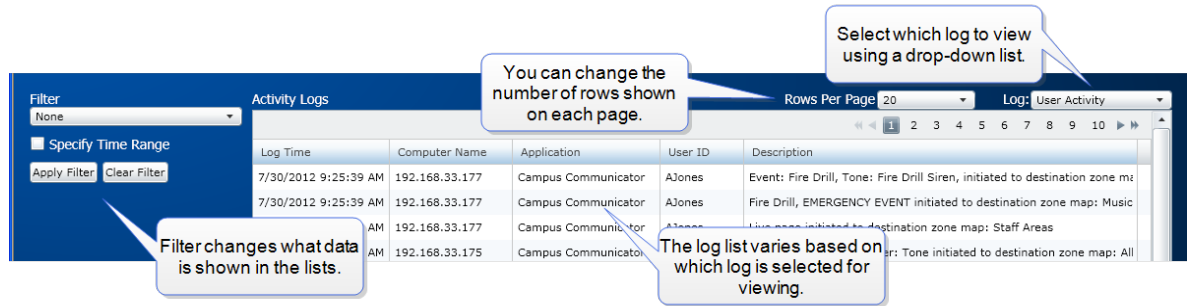 Select which log to view
using a drop-down list.
You can change the
number of rows shown
on each page.
Filter
None
Specify Time Range
Apply Filter Clear Filter
Activity Logs
Rows Per Page 20
Log: User Activity
1 2 3 4 5 6 7 8 9 10
Log Time Computer Name Application User ID Description
7/30/2012 9:25:39 AM 192.168.33.177 Campus Communicator AJones Event: Fire Drill, Tone: Fire Drill Siren, initiated to destination zone ma
7/30/2012 9:25:39 AM 192.168.33.177 Campus Communicator AJones Fire Drill, EMERGENCY EVENT initiated to destination zone map: Music
AM 192.168.33.177 Campus Communicator AJones Live page initiated to destination zone map: Staff Areas
AM 192.168.33.175 Campus Communicator er: Tone initiated to destination zone map: All
Filter changes what data
is shown in the lists.
The log list varies based on
which log is selected for
viewing.